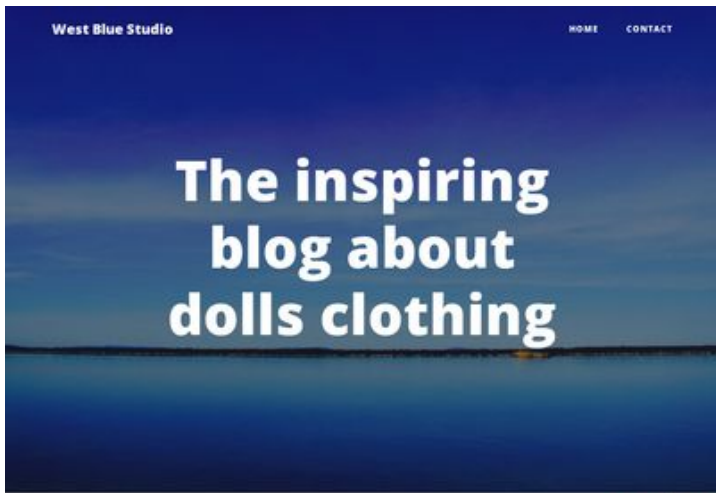 West Blue Studio
HOME
CONTACT
The inspiring
blog about
dolls clothing